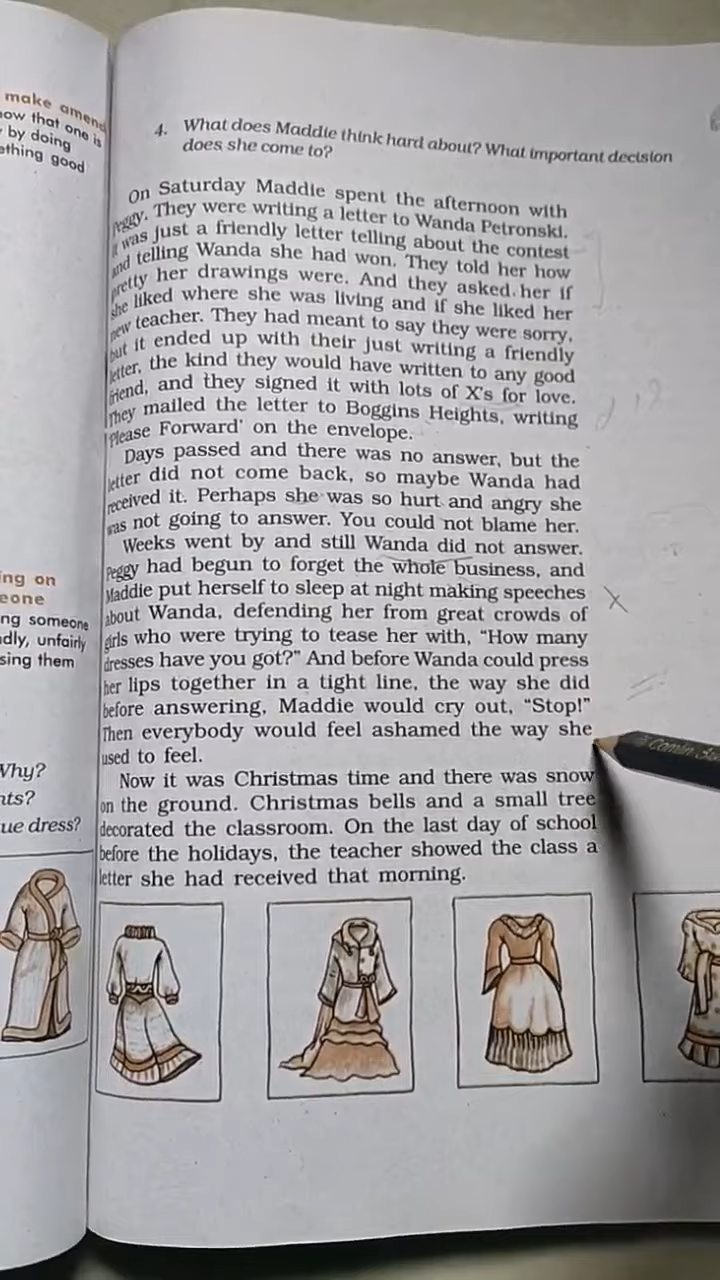 make amend
ow that one is
by doing
ething good
4. What does Maddie think hard about? What important decision
does she come to?
On Saturday Maddie spent the afternoon with
Peggy. They were writing a letter to Wanda Petronski.
It was just a friendly letter telling about the contest
and telling Wanda she had won. They told her how
pretty her drawings were. And they asked her if
she liked where she was living and if she liked her
new teacher. They had meant to say they were sorry,
but it ended up with their just writing a friendly
letter, the kind they would have written to any good
friend, and they signed it with lots of X's for love.
They mailed the letter to Boggins Heights, writing
'Please Forward' on the envelope.
Days passed and there was no answer, but the
letter did not come back, so maybe Wanda had
received it. Perhaps she was so hurt and angry she
was not going to answer. You could not blame her.
Weeks went by and still Wanda did not answer.
Peggy had begun to forget the whole business, and
Maddie put herself to sleep at night making speeches
about Wanda, defending her from great crowds of
girls who were trying to tease her with, “How many
dresses have you got?” And before Wanda could press
her lips together in a tight line, the way she did
before answering, Maddie would cry out, “Stop!”
Then everybody would feel ashamed the way she
used to feel.
Now it was Christmas time and there was snow
on the ground. Christmas bells and a small tree
decorated the classroom. On the last day of school
before the holidays, the teacher showed the class a
letter she had received that morning.
ing on
eone
ng someone
dly, unfairly
sing them
Why?
nts?
ue dress?
Camlin